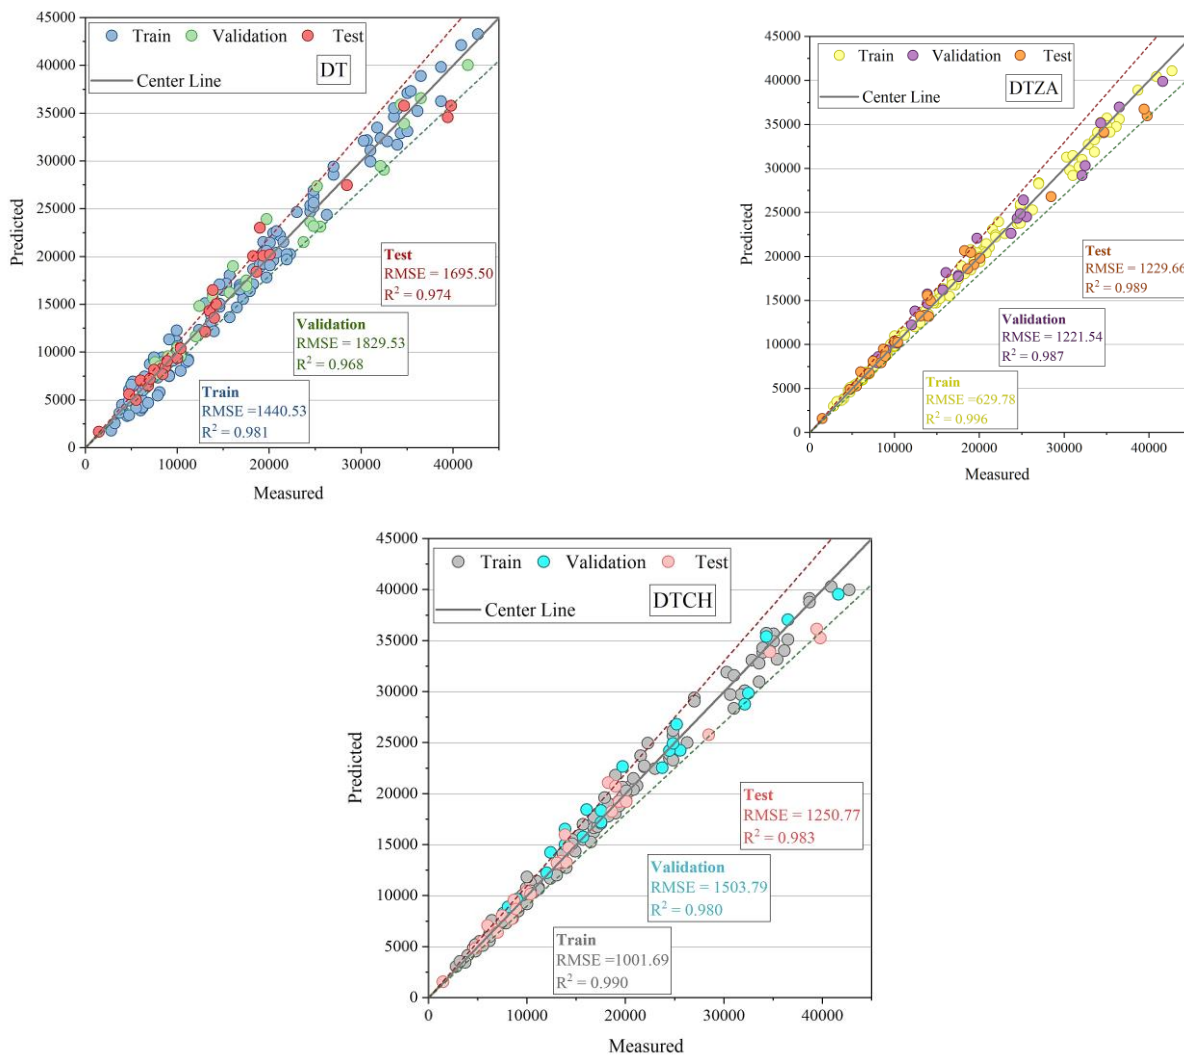 Train Validation Test
Center Line
DT
45000
40000
35000
30000
25000
20000
15000
10000
5000
0
Predicted
Test
RMSE = 1695.50
R² = 0.974
Validation
RMSE = 1829.53
R² = 0.968
Train
RMSE =1440.53
R² = 0.981
0 10000 20000 30000 40000
Measured
Train Validation Test
Center Line
DTZA
45000
40000
35000
30000
25000
20000
15000
10000
5000
0
Predicted
Test
RMSE = 1229.66
R² = 0.989
Validation
RMSE = 1221.54
R² = 0.987
Train
RMSE = 629.78
R² = 0.996
0 10000 20000 30000 40000
Measured
Train Validation Test
Center Line
DTCH
45000
40000
35000
30000
25000
20000
15000
10000
5000
0
Predicted
Test
RMSE = 1250.77
R² = 0.983
Validation
RMSE = 1503.79
R² = 0.980
Train
RMSE =1001.69
R² = 0.990
0 10000 20000 30000 40000
Measured